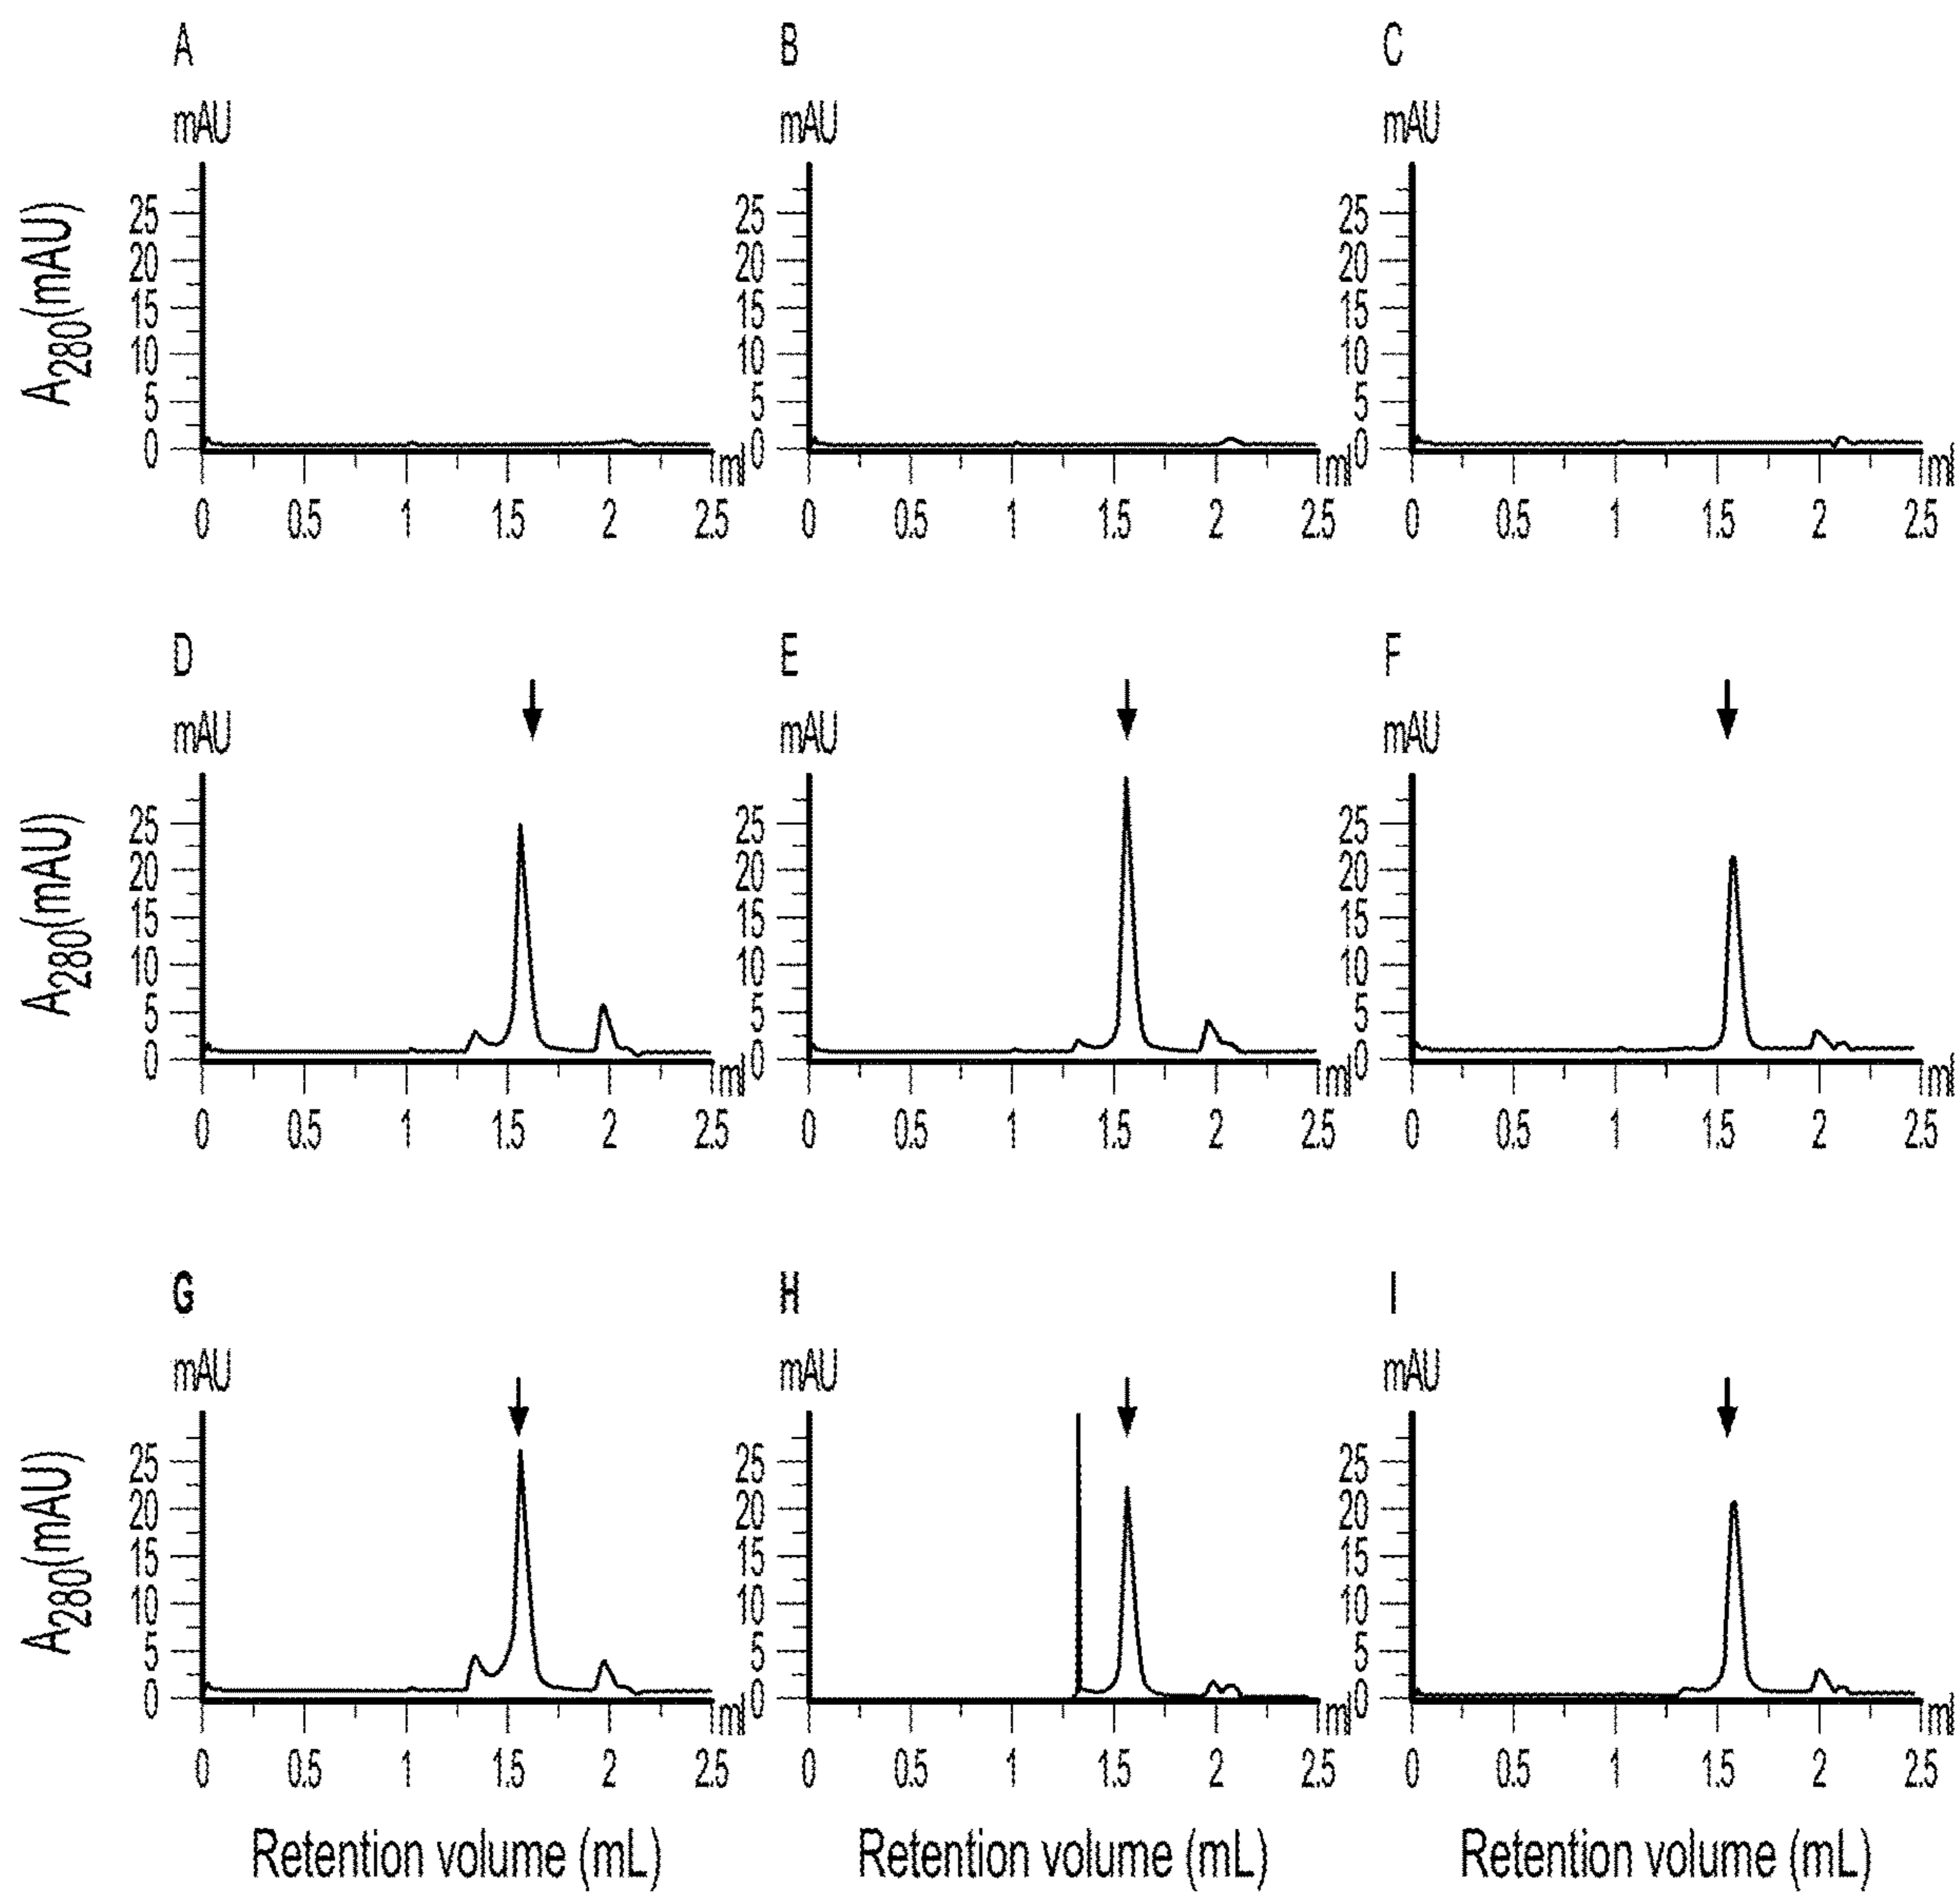 A B C
mAU mAU mAU
A280(mAU)
25 25 25
20 20 20
15 15 15
10 10 10
5 5 5
0 0 0
ml ml ml
0 0.5 1 1.5 2 2.5 0 0.5 1 1.5 2 2.5 0 0.5 1 1.5 2 2.5
D E F
mAU mAU mAU
A280(mAU)
25 25 25
20 20 20
15 15 15
10 10 10
5 5 5
0 0 0
ml ml ml
0 0.5 1 1.5 2 2.5 0 0.5 1 1.5 2 2.5 0 0.5 1 1.5 2 2.5
G H I
mAU mAU mAU
A280(mAU)
25 25 25
20 20 20
15 15 15
10 10 10
5 5 5
0 0 0
ml ml ml
0 0.5 1 1.5 2 2.5 0 0.5 1 1.5 2 2.5 0 0.5 1 1.5 2 2.5
Retention volume (mL) Retention volume (mL) Retention volume (mL)